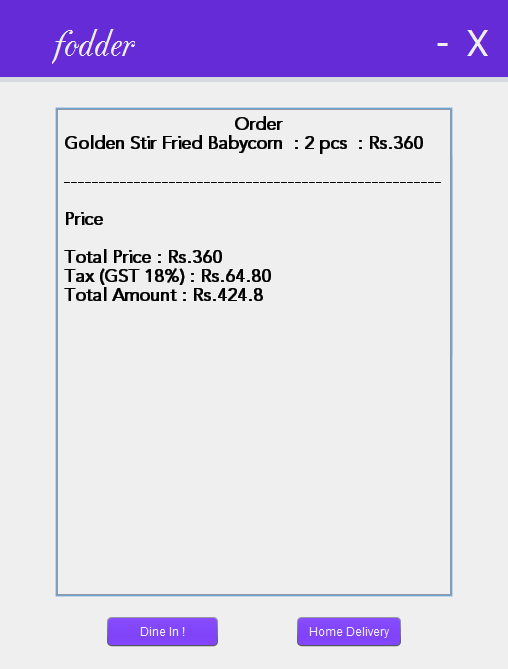 fodder
- X
Order
Golden Stir Fried Babycorn : 2 pcs : Rs.360
------------------------------------------------------
Price
Total Price : Rs.360
Tax (GST 18%) : Rs.64.80
Total Amount : Rs.424.8
Dine In !
Home Delivery